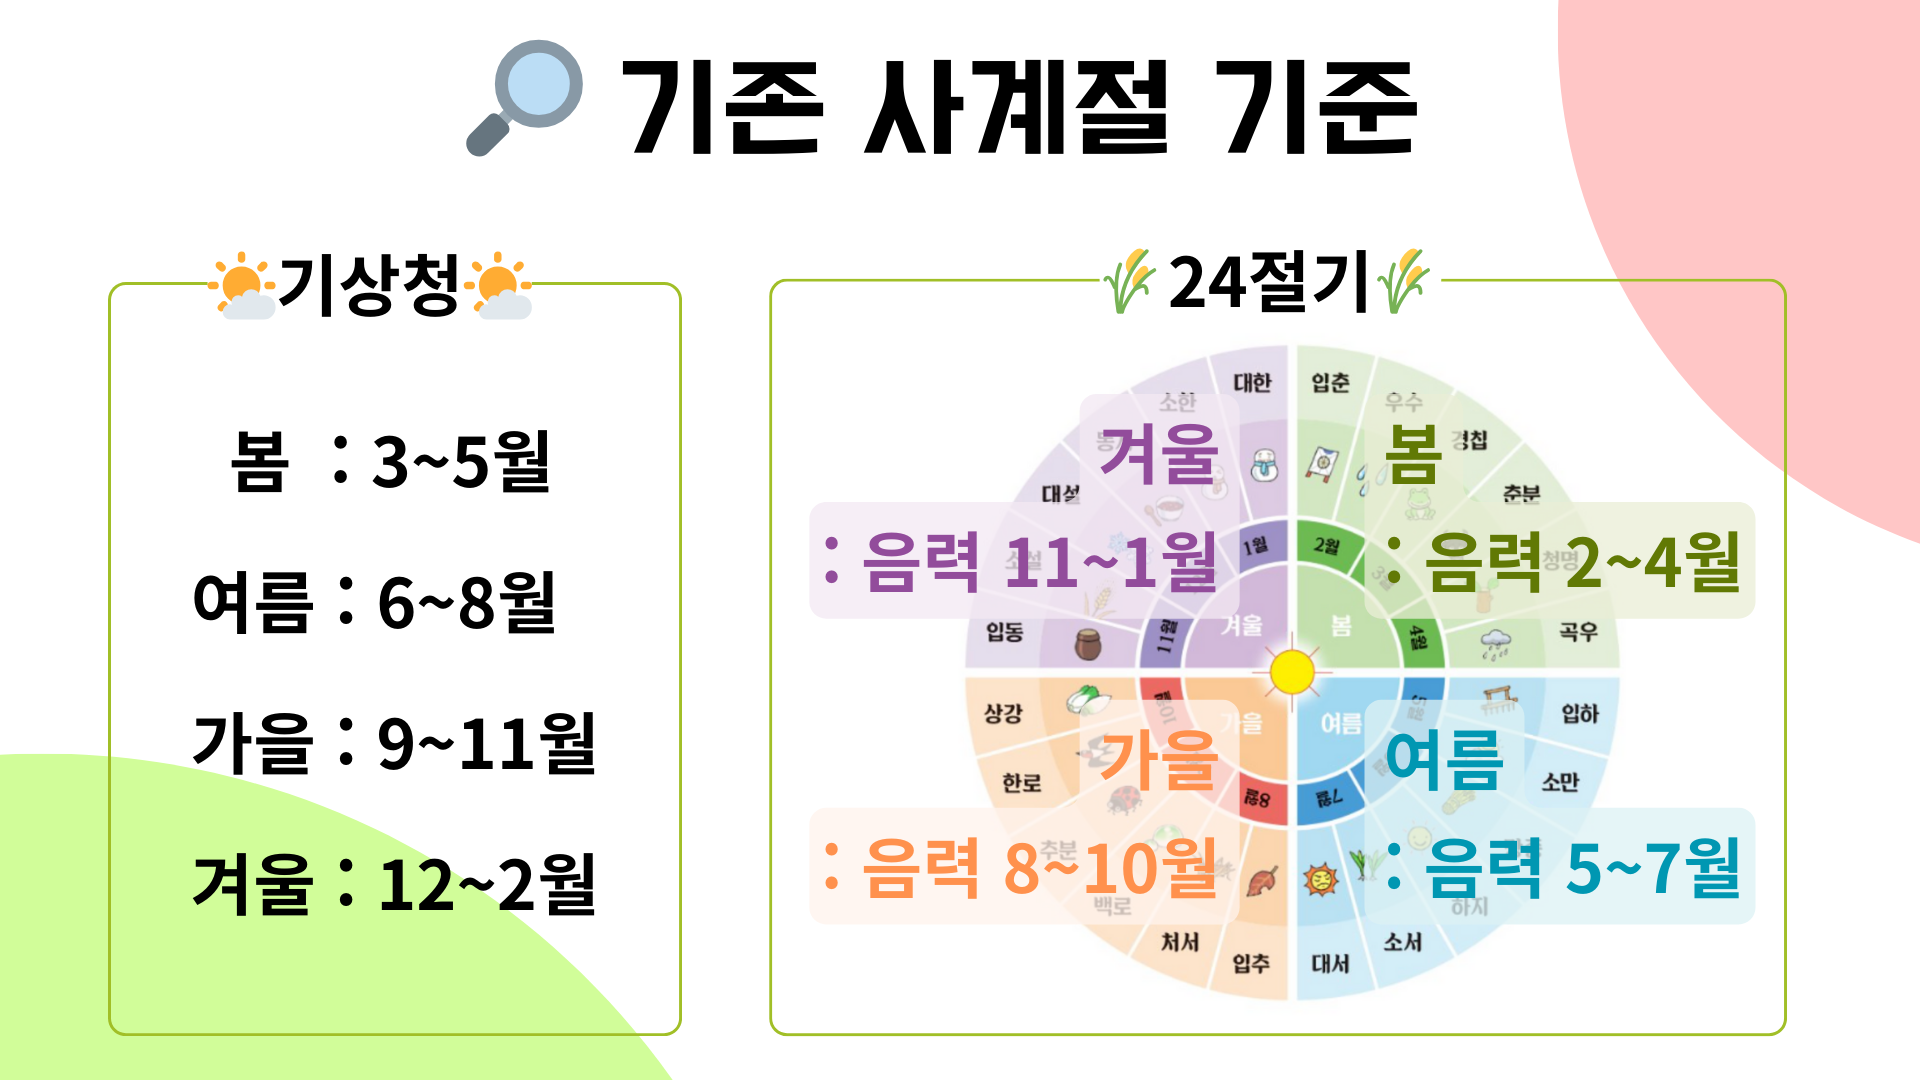 기존 사계절 기준
기상청
봄 : 3~5월
여름 : 6~8월
가을 : 9~11월
겨울 : 12~2월
24절기
겨울
: 음력 11~1월
봄
: 음력 2~4월
가을
: 음력 8~10월
여름
: 음력 5~7월
대한
입춘
소한
우수
경칩
대설
춘분
소설
청명
입동
곡우
상강
입하
한로
소만
추분
백로
하지
처서
소서
입추
대서
1월
2월
3월
11월
4월
10월
5월
8월
7월
겨울
봄
가을
여름